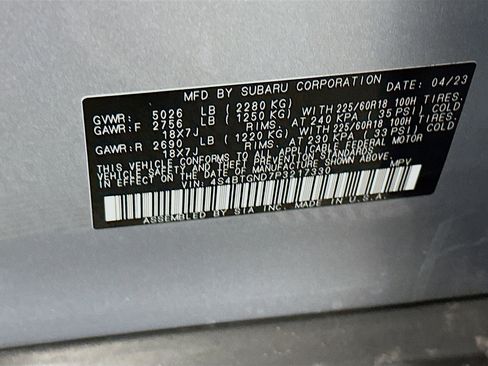 MFD BY SUBARU CORPORATION DATE: 04/23
GVWR: 5026 LB (2280 KG)
GAWR:F 2756 LB (1250 KG) WITH 225/60R18 100H TIRES.
18X7J RIMS. AT 240 KPA (35 PSI) COLD
GAWR:R 2690 LB (1220 KG) WITH 225/60R18 100H TIRES.
18X7J RIMS. AT 230 KPA (33 PSI) COLD
THIS VEHICLE CONFORMS TO ALL APPLICABLE FEDERAL MOTOR
VEHICLE SAFETY AND THEFT PREVENTION STANDARDS
IN EFFECT ON THE DATE OF MANUFACTURE SHOWN ABOVE.
VIN: 4S4BTGND7P3217330 MPV
ASSEMBLED BY SIA INC. MADE IN U.S.A.